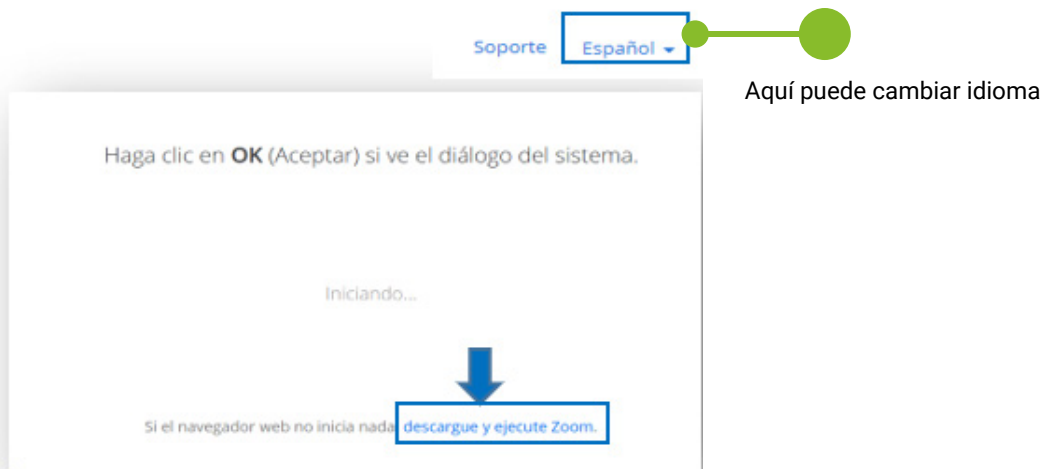 Soporte Español
Aquí puede cambiar idioma
Haga clic en OK (Aceptar) si ve el diálogo del sistema.
Iniciando...
Si el navegador web no inicia nada descargue y ejecute Zoom.